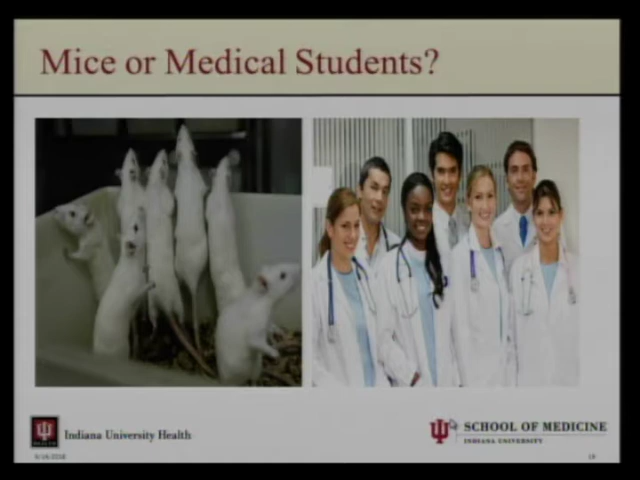 Mice or Medical Students?
Indiana University Health
SCHOOL OF MEDICINE
INDIANA UNIVERSITY